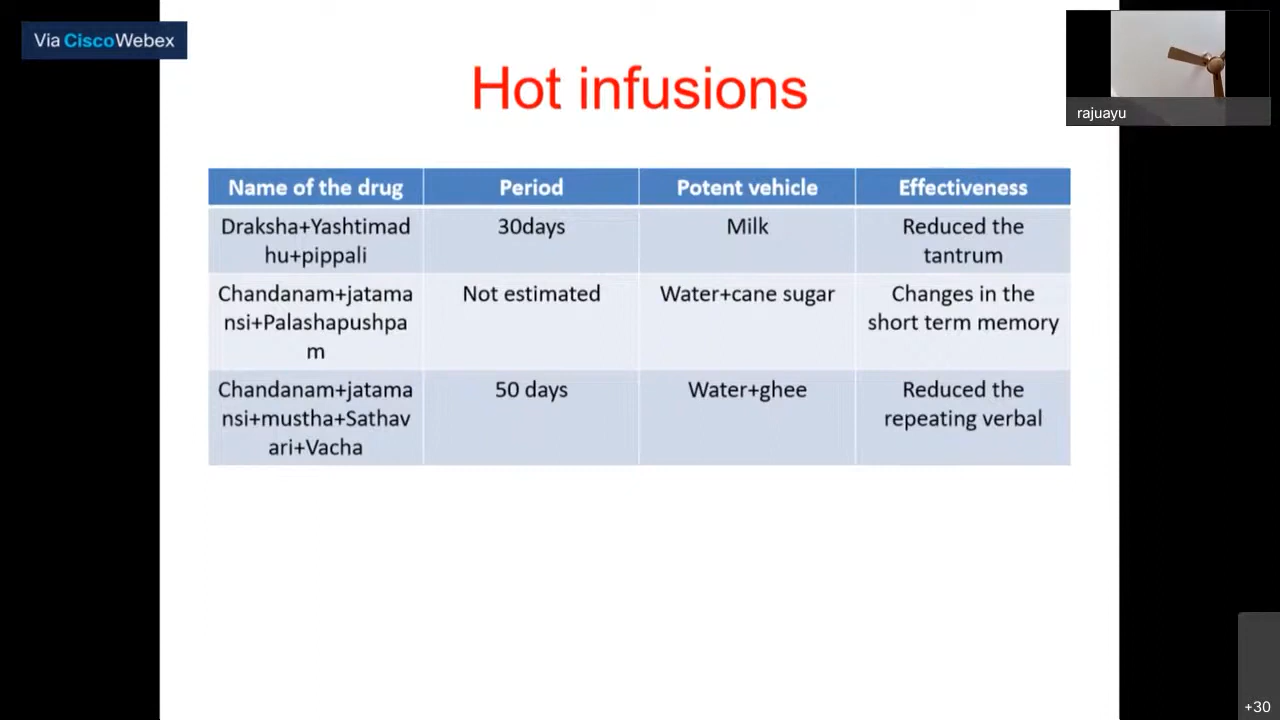 Via CiscoWebex
rajuayu
Hot infusions
Name of the drug Period Potent vehicle Effectiveness
Draksha+Yashtimad 30days Milk Reduced the
hu+pippali tantrum
Chandanam+jatama Not estimated Water+cane sugar Changes in the
nsi+Palashapushpa short term memory
m
Chandanam+jatama 50 days Water+ghee Reduced the
nsi+mustha+Sathav repeating verbal
ari+Vacha
+30